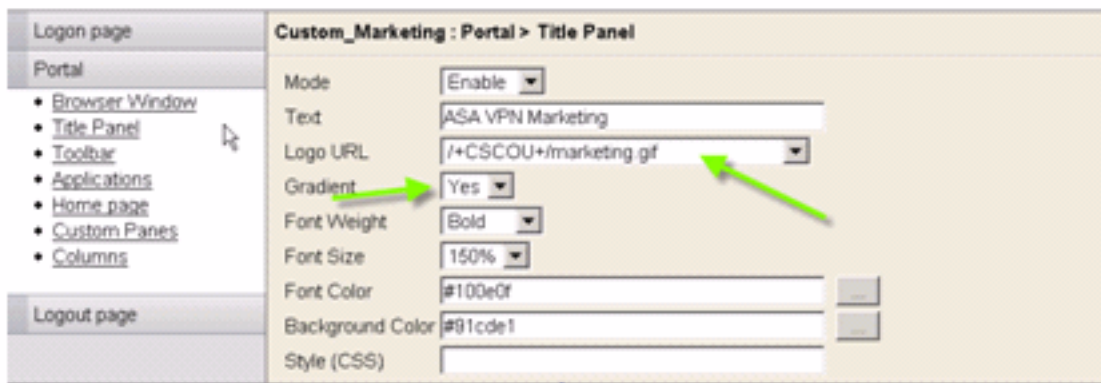 Logon page
Portal
• Browser Window
• Title Panel
• Toolbar
• Applications
• Home page
• Custom Panes
• Columns
Logout page
Custom_Marketing : Portal > Title Panel
Mode Enable
Text ASA VPN Marketing
Logo URL /+CSCOU+/marketing.gif
Gradient Yes
Font Weight Bold
Font Size 150%
Font Color #100e0f ...
Background Color #91cde1 ...
Style (CSS)